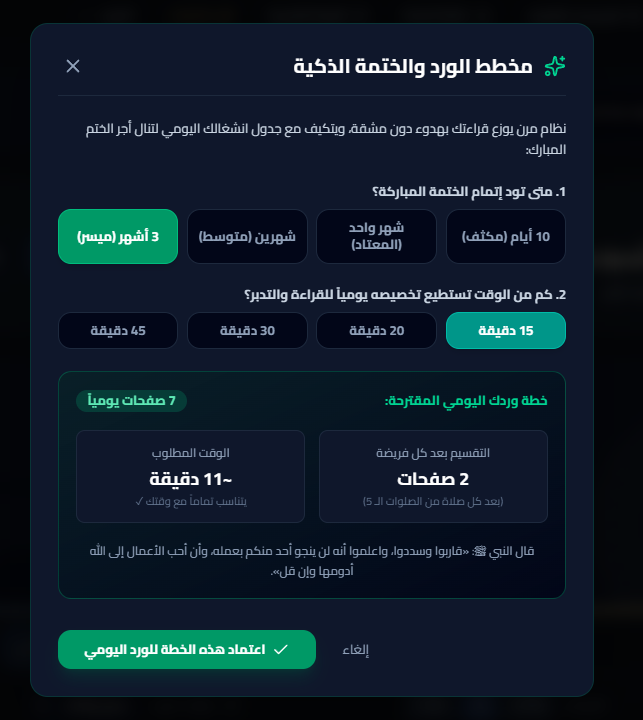 مخطط الورد والختمة الذكية
نظام مرن يوزع قراءتك بهدوء دون مشقة، ويتكيف مع جدول انشغالك اليومي لتنال أجر الختم
المبارك:
1. متى تود إتمام الختمة المباركة؟
10 أيام (مكثف)
شهر واحد
(المعتاد)
شهرين (متوسط)
3 أشهر (ميسر)
2. كم من الوقت تستطيع تخصيصه يومياً للقراءة والتدبر؟
15 دقيقة
20 دقيقة
30 دقيقة
45 دقيقة
خطة وردك اليومي المقترحة:
7 صفحات يومياً
التقسيم بعد كل فريضة
2 صفحات
(بعد كل صلاة من الصلوات الـ 5)
الوقت المطلوب
~11 دقيقة
يتناسب تماماً مع وقتك ✓
قال النبي ﷺ: «قاربوا وسددوا، واعلموا أنه لن ينجو أحد منكم بعمله، وأن أحب الأعمال إلى الله
أدومها وإن قل».
اعتماد هذه الخطة للورد اليومي
إلغاء